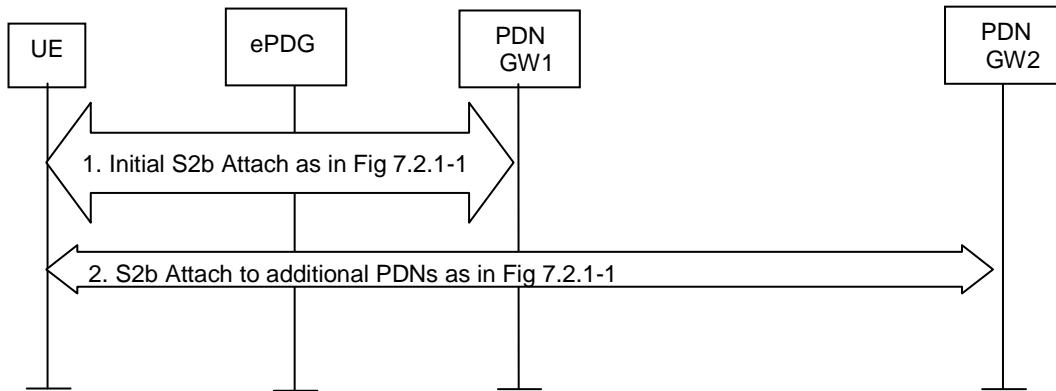 UE
ePDG
PDN
GW1
PDN
GW2
1. Initial S2b Attach as in Fig 7.2.1-1
2. S2b Attach to additional PDNs as in Fig 7.2.1-1